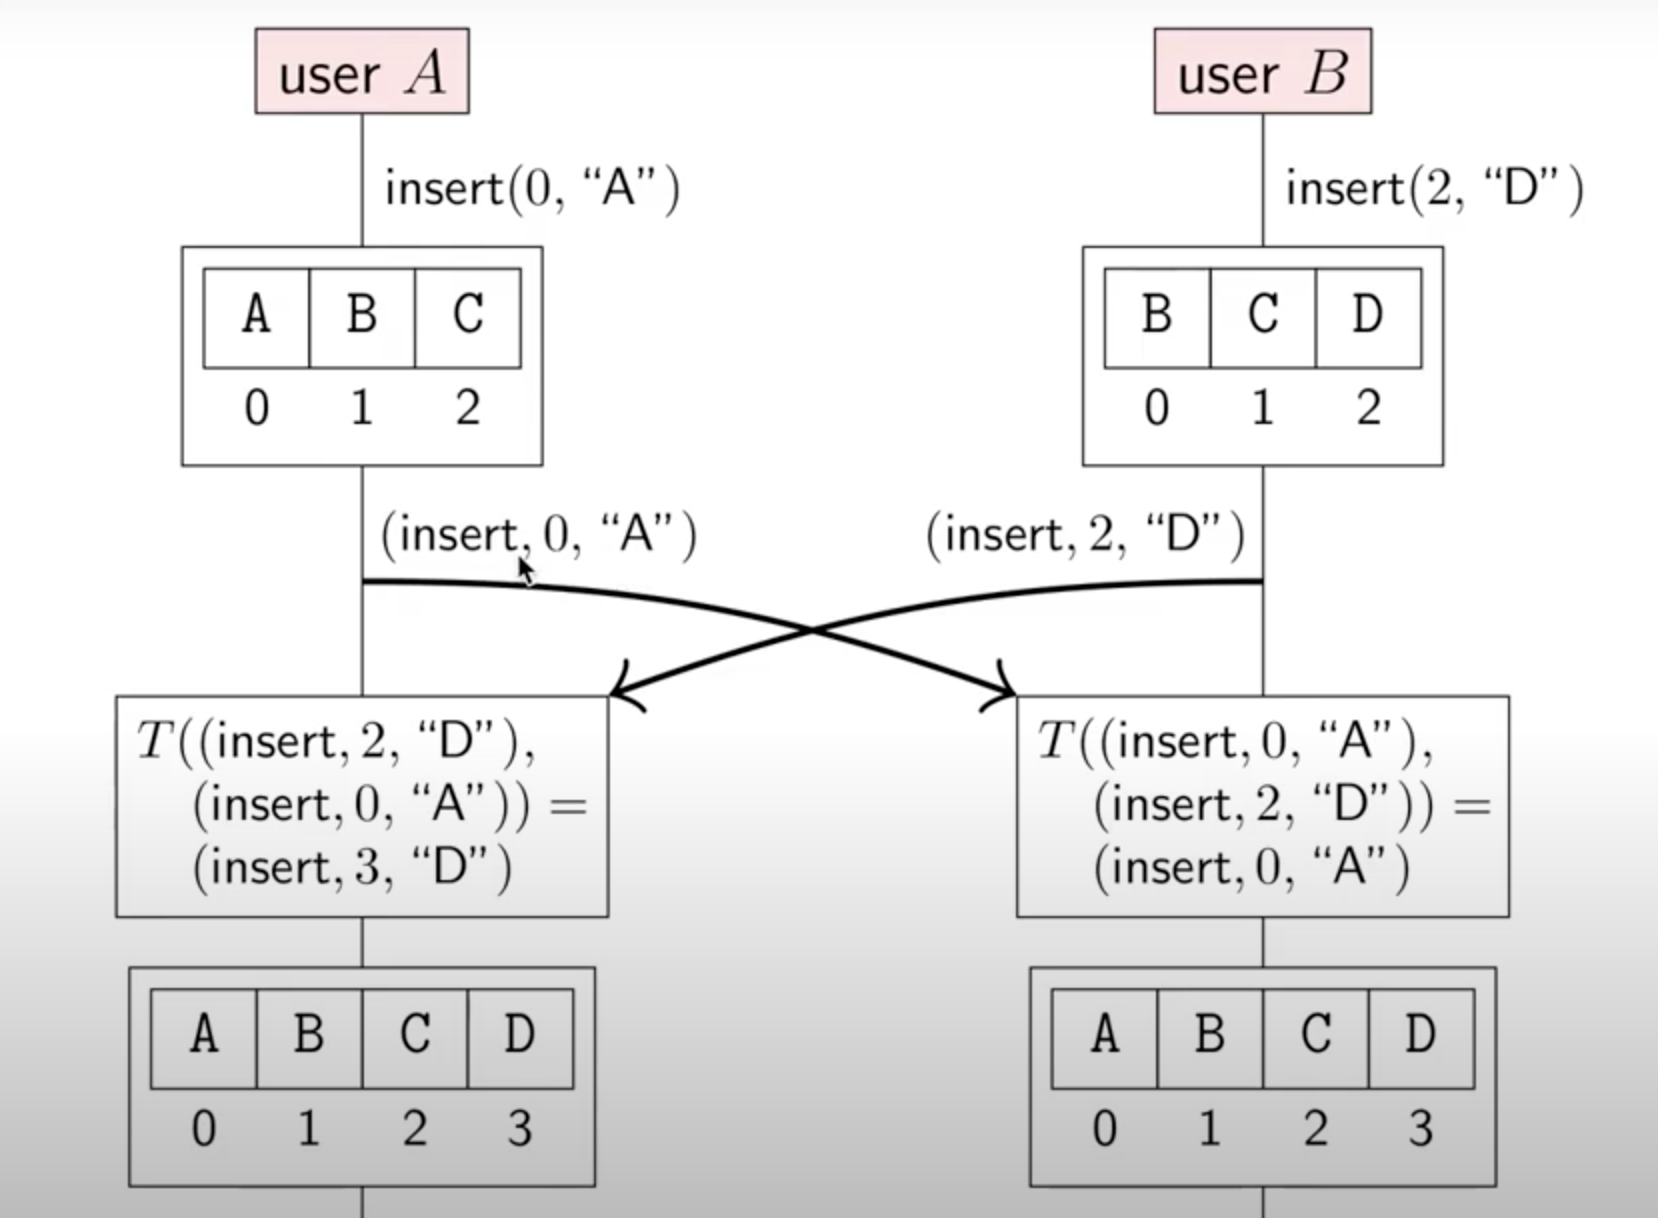 user A
user B
insert(0, “A”)
insert(2, “D”)
A B C
0 1 2
B C D
0 1 2
(insert, 0, “A”)
(insert, 2, “D”)
T((insert, 2, “D”),
(insert, 0, “A”)) =
(insert, 3, “D”)
T((insert, 0, “A”),
(insert, 2, “D”)) =
(insert, 0, “A”)
A B C D
0 1 2 3
A B C D
0 1 2 3